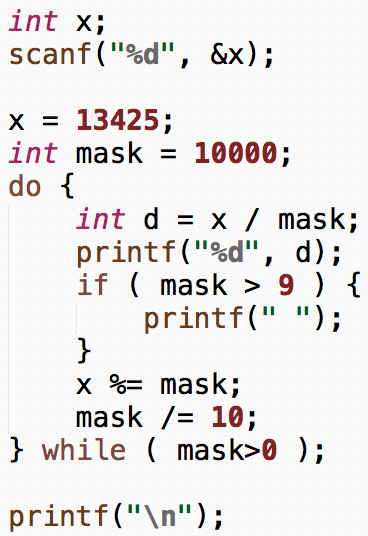 int x;
scanf("%d", &x);

x = 13425;
int mask = 10000;
do {
    int d = x / mask;
    printf("%d", d);
    if ( mask > 9 ) {
        printf(" ");
    }
    x %= mask;
    mask /= 10;
} while ( mask>0 );

printf("\n");